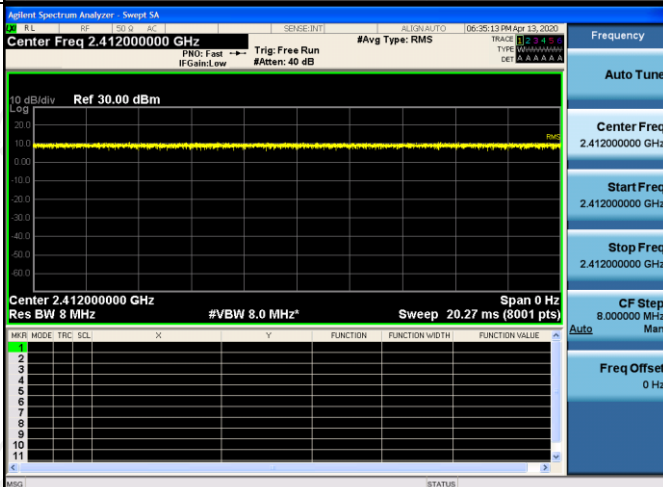 Agilent Spectrum Analyzer - Swept SA
RL RF 50 Ω AC SENSE:INT ALIGNAUTO 06:35:13 PM Apr 13, 2020
Center Freq 2.412000000 GHz
PNO: Fast
IFGain:Low
Trig: Free Run
#Atten: 40 dB
#Avg Type: RMS
TRACE 1 2 3 4 5 6
TYPE
DET A A A A A A
10 dB/div Ref 30.00 dBm
Log
20.0
10.0
0.00
-10.0
-20.0
-30.0
-40.0
-50.0
-60.0
RMS
Center 2.412000000 GHz Span 0 Hz
Res BW 8 MHz #VBW 8.0 MHz* Sweep 20.27 ms (8001 pts)
MKR MODE TRC SCL X Y FUNCTION FUNCTION WIDTH FUNCTION VALUE
1
2
3
4
5
6
7
8
9
10
11
MSG STATUS
Frequency
Auto Tune
Center Freq
2.412000000 GHz
Start Freq
2.412000000 GHz
Stop Freq
2.412000000 GHz
CF Step
8.000000 MHz
Auto Man
Freq Offset
0 Hz